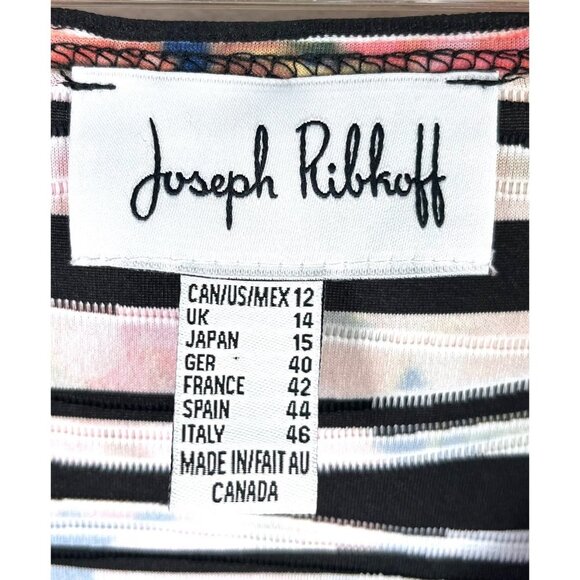 Joseph Ribkoff
CAN/US/MEX 12
UK 14
JAPAN 15
GER 40
FRANCE 42
SPAIN 44
ITALY 46
MADE IN/FAIT AU
CANADA